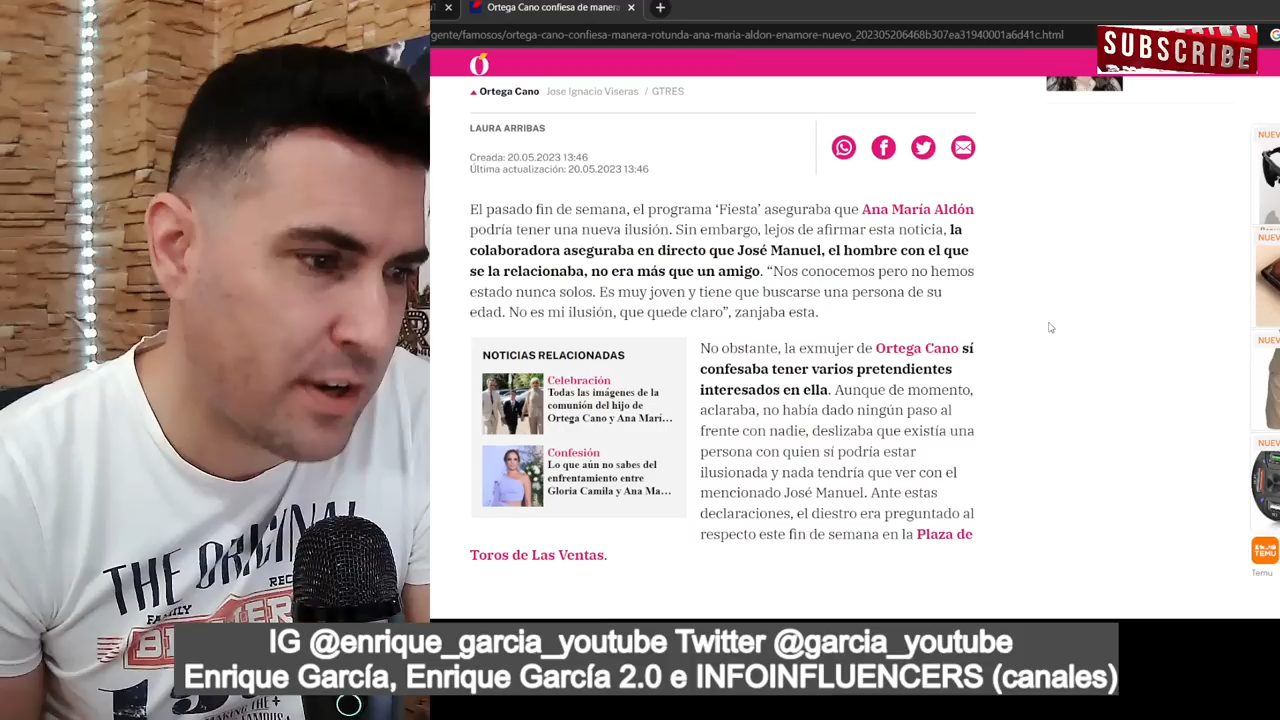 Ortega Cano confiesa de manera
gente/famosos/ortega-cano-confiesa-manera-rotunda-ana-maria-aldon-enamore-nuevo_202305206468b307ea31940001a6d41c.html
SUBSCRIBE
Ortega Cano Jose Ignacio Viseras / GTRES
LAURA ARRIBAS
Creada: 20.05.2023 13:46
Última actualización: 20.05.2023 13:46
El pasado fin de semana, el programa ‘Fiesta’ aseguraba que Ana María Aldón
podría tener una nueva ilusión. Sin embargo, lejos de afirmar esta noticia, la
colaboradora aseguraba en directo que José Manuel, el hombre con el que
se la relacionaba, no era más que un amigo. “Nos conocemos pero no hemos
estado nunca solos. Es muy joven y tiene que buscarse una persona de su
edad. No es mi ilusión, que quede claro”, zanjaba esta.
NOTICIAS RELACIONADAS
Celebración
Todas las imágenes de la
comunión del hijo de
Ortega Cano y Ana Marí...
Confesión
Lo que aún no sabes del
enfrentamiento entre
Gloria Camila y Ana Ma...
No obstante, la exmujer de Ortega Cano sí
confesaba tener varios pretendientes
interesados en ella. Aunque de momento,
aclaraba, no había dado ningún paso al
frente con nadie, deslizaba que existía una
persona con quien sí podría estar
ilusionada y nada tendría que ver con el
mencionado José Manuel. Ante estas
declaraciones, el diestro era preguntado al
respecto este fin de semana en la Plaza de
Toros de Las Ventas.
NUEV
NUEV
NUEV
NUEV
TEMU
Temu
THE ORIGINAL
FAMILY
IG @enrique_garcia_youtube Twitter @garcia_youtube
Enrique García, Enrique García 2.0 e INFOINFLUENCERS (canales)